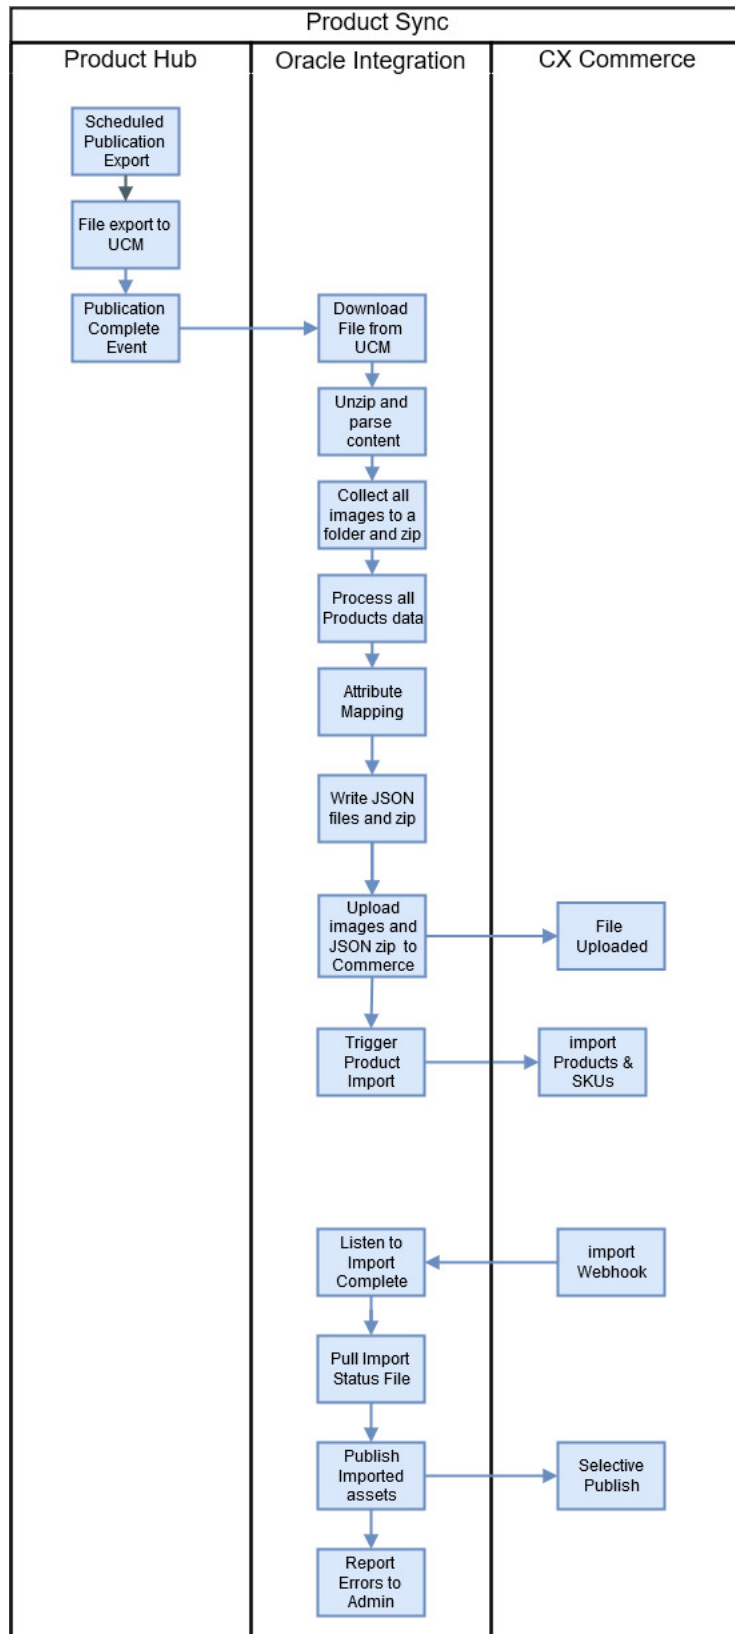 Product Sync
Product Hub
Oracle Integration
CX Commerce
Scheduled
Publication
Export
File export to
UCM
Publication
Complete
Event
Download
File from
UCM
Unzip and
parse
content
Collect all
images to a
folder and zip
Process all
Products data
Attribute
Mapping
Write JSON
files and zip
Upload
images and
JSON zip to
Commerce
File
Uploaded
Trigger
Product
Import
import
Products &
SKUs
Listen to
Import
Complete
import
Webhook
Pull Import
Status File
Publish
Imported
assets
Selective
Publish
Report
Errors to
Admin